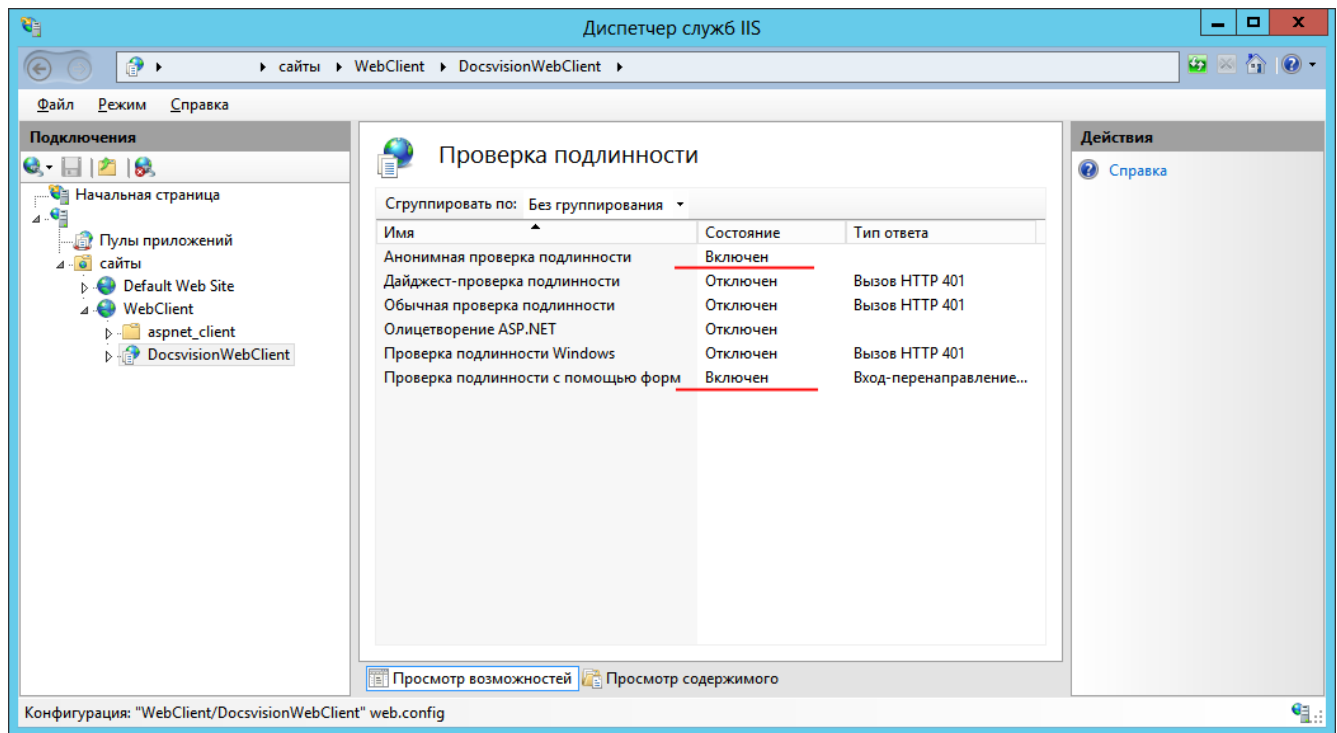 Диспетчер служб IIS
сайты WebClient DocsvisionWebClient
Файл Режим Справка
Подключения
Начальная страница
Пулы приложений
сайты
Default Web Site
WebClient
aspnet_client
DocsvisionWebClient
Проверка подлинности
Сгруппировать по: Без группирования
Имя Состояние Тип ответа
Анонимная проверка подлинности Включен
Дайджест-проверка подлинности Отключен Вызов HTTP 401
Обычная проверка подлинности Отключен Вызов HTTP 401
Олицетворение ASP.NET Отключен
Проверка подлинности Windows Отключен Вызов HTTP 401
Проверка подлинности с помощью форм Включен Вход-перенаправление...
Просмотр возможностей Просмотр содержимого
Действия
Справка
Конфигурация: "WebClient/DocsvisionWebClient" web.config